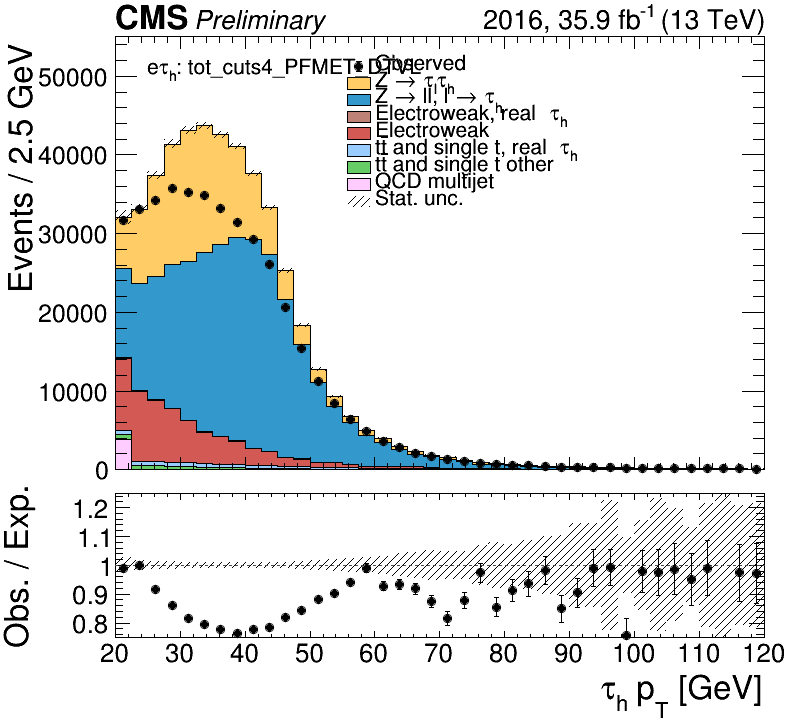 CMS Preliminary 2016, 35.9 fb⁻¹ (13 TeV)
Events / 2.5 GeV
50000
40000
30000
20000
10000
0
eτh: tot_cuts4_PFMET
Observed
Z → τlτh
Z → ll, l → τh
Electroweak, real τh
Electroweak
tt and single t, real τh
tt and single t other
QCD multijet
Stat. unc.
Obs. / Exp.
1.2
1.1
1
0.9
0.8
20 30 40 50 60 70 80 90 100 110 120
τh pT [GeV]